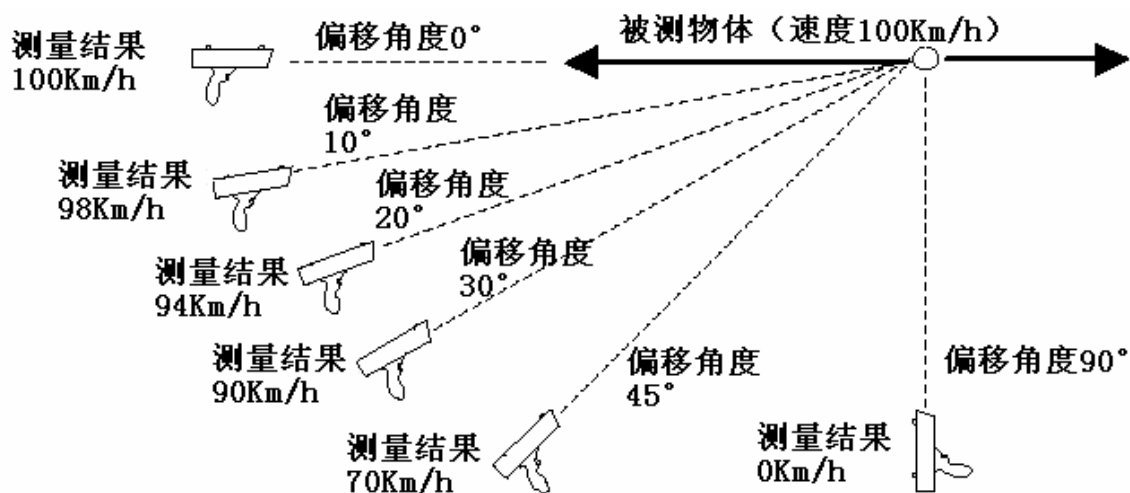 测量结果
100Km/h
偏移角度0°
被测物体（速度100Km/h）
偏移角度
10°
测量结果
98Km/h
偏移角度
20°
测量结果
94Km/h
偏移角度
30°
测量结果
90Km/h
偏移角度
45°
测量结果
70Km/h
偏移角度90°
测量结果
0Km/h